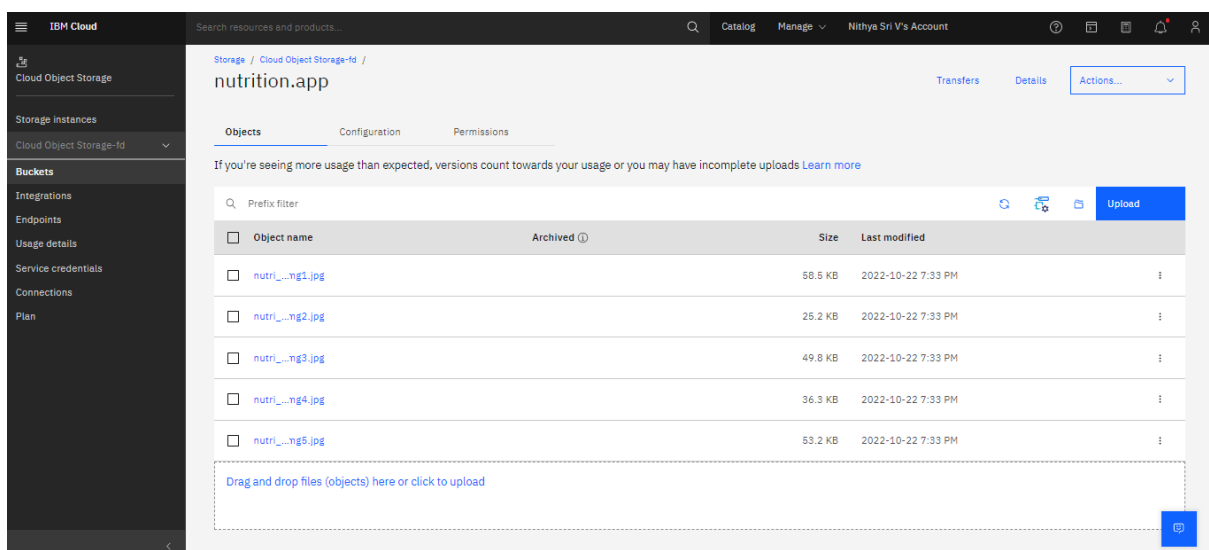 IBM Cloud
Search resources and products...
Catalog
Manage
Nithya Sri V's Account
Cloud Object Storage
Storage instances
Cloud Object Storage-fd
Buckets
Integrations
Endpoints
Usage details
Service credentials
Connections
Plan
Storage / Cloud Object Storage-fd /
nutrition.app
Transfers
Details
Actions...
Objects
Configuration
Permissions
If you're seeing more usage than expected, versions count towards your usage or you may have incomplete uploads Learn more
Prefix filter
Upload
Object name Archived Size Last modified
nutri_...ng1.jpg 58.5 KB 2022-10-22 7:33 PM
nutri_...ng2.jpg 25.2 KB 2022-10-22 7:33 PM
nutri_...ng3.jpg 49.8 KB 2022-10-22 7:33 PM
nutri_...ng4.jpg 36.3 KB 2022-10-22 7:33 PM
nutri_...ng5.jpg 53.2 KB 2022-10-22 7:33 PM
Drag and drop files (objects) here or click to upload